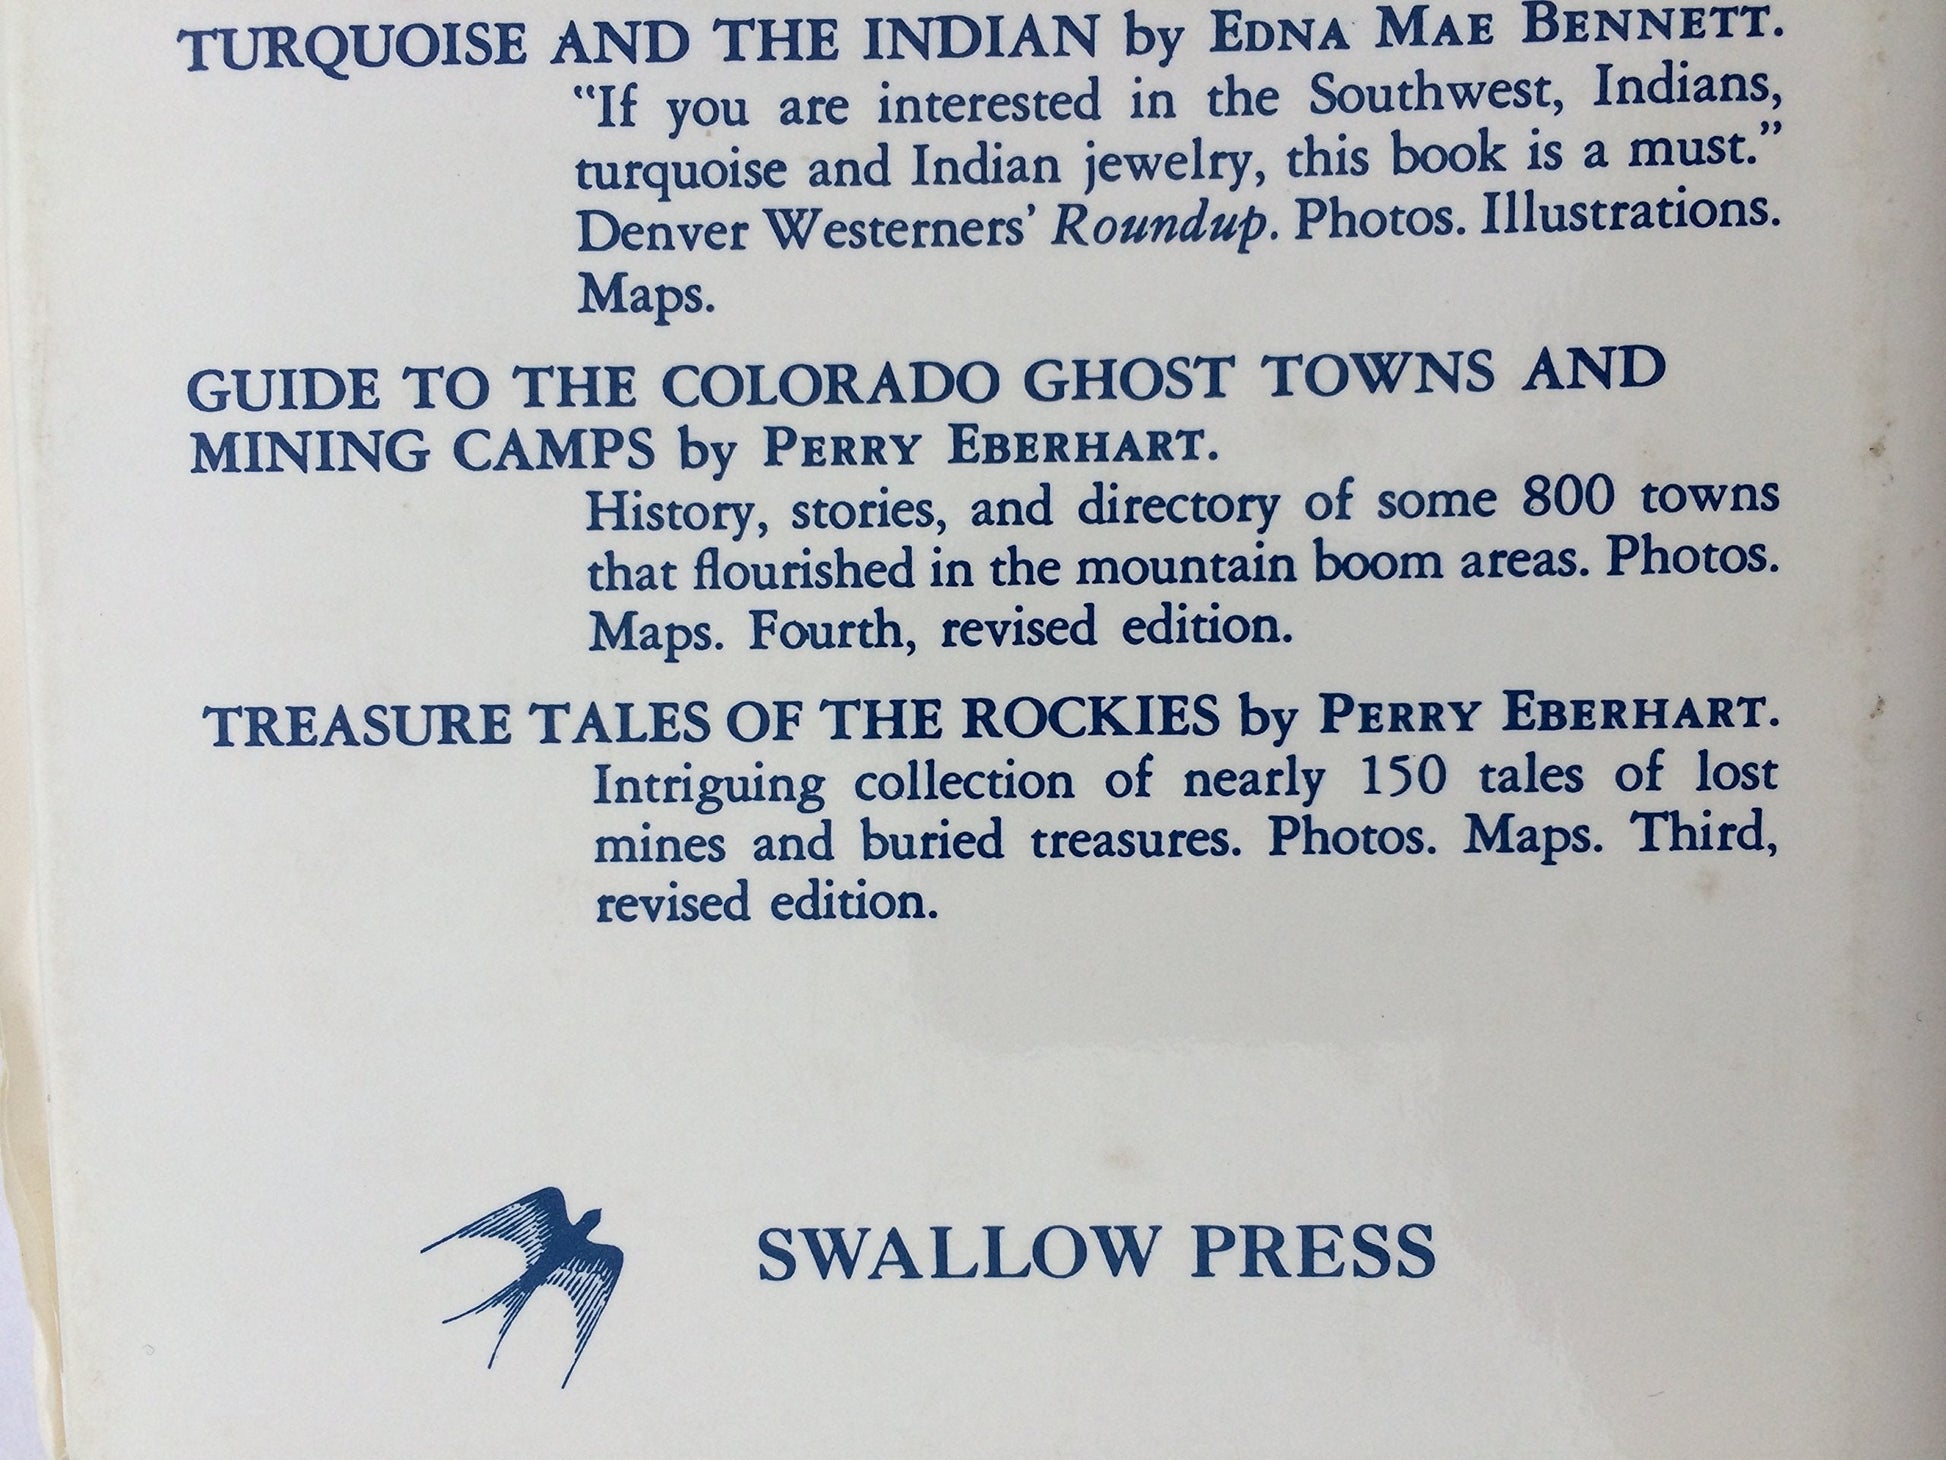 TURQUOISE AND THE INDIAN by EDNA MAE BENNETT.
"If you are interested in the Southwest, Indians,
turquoise and Indian jewelry, this book is a must."
Denver Westerners' Roundup. Photos. Illustrations.
Maps.
GUIDE TO THE COLORADO GHOST TOWNS AND
MINING CAMPS by PERRY EBERHART.
History, stories, and directory of some 800 towns
that flourished in the mountain boom areas. Photos.
Maps. Fourth, revised edition.
TREASURE TALES OF THE ROCKIES by PERRY EBERHART.
Intriguing collection of nearly 150 tales of lost
mines and buried treasures. Photos. Maps. Third,
revised edition.
SWALLOW PRESS